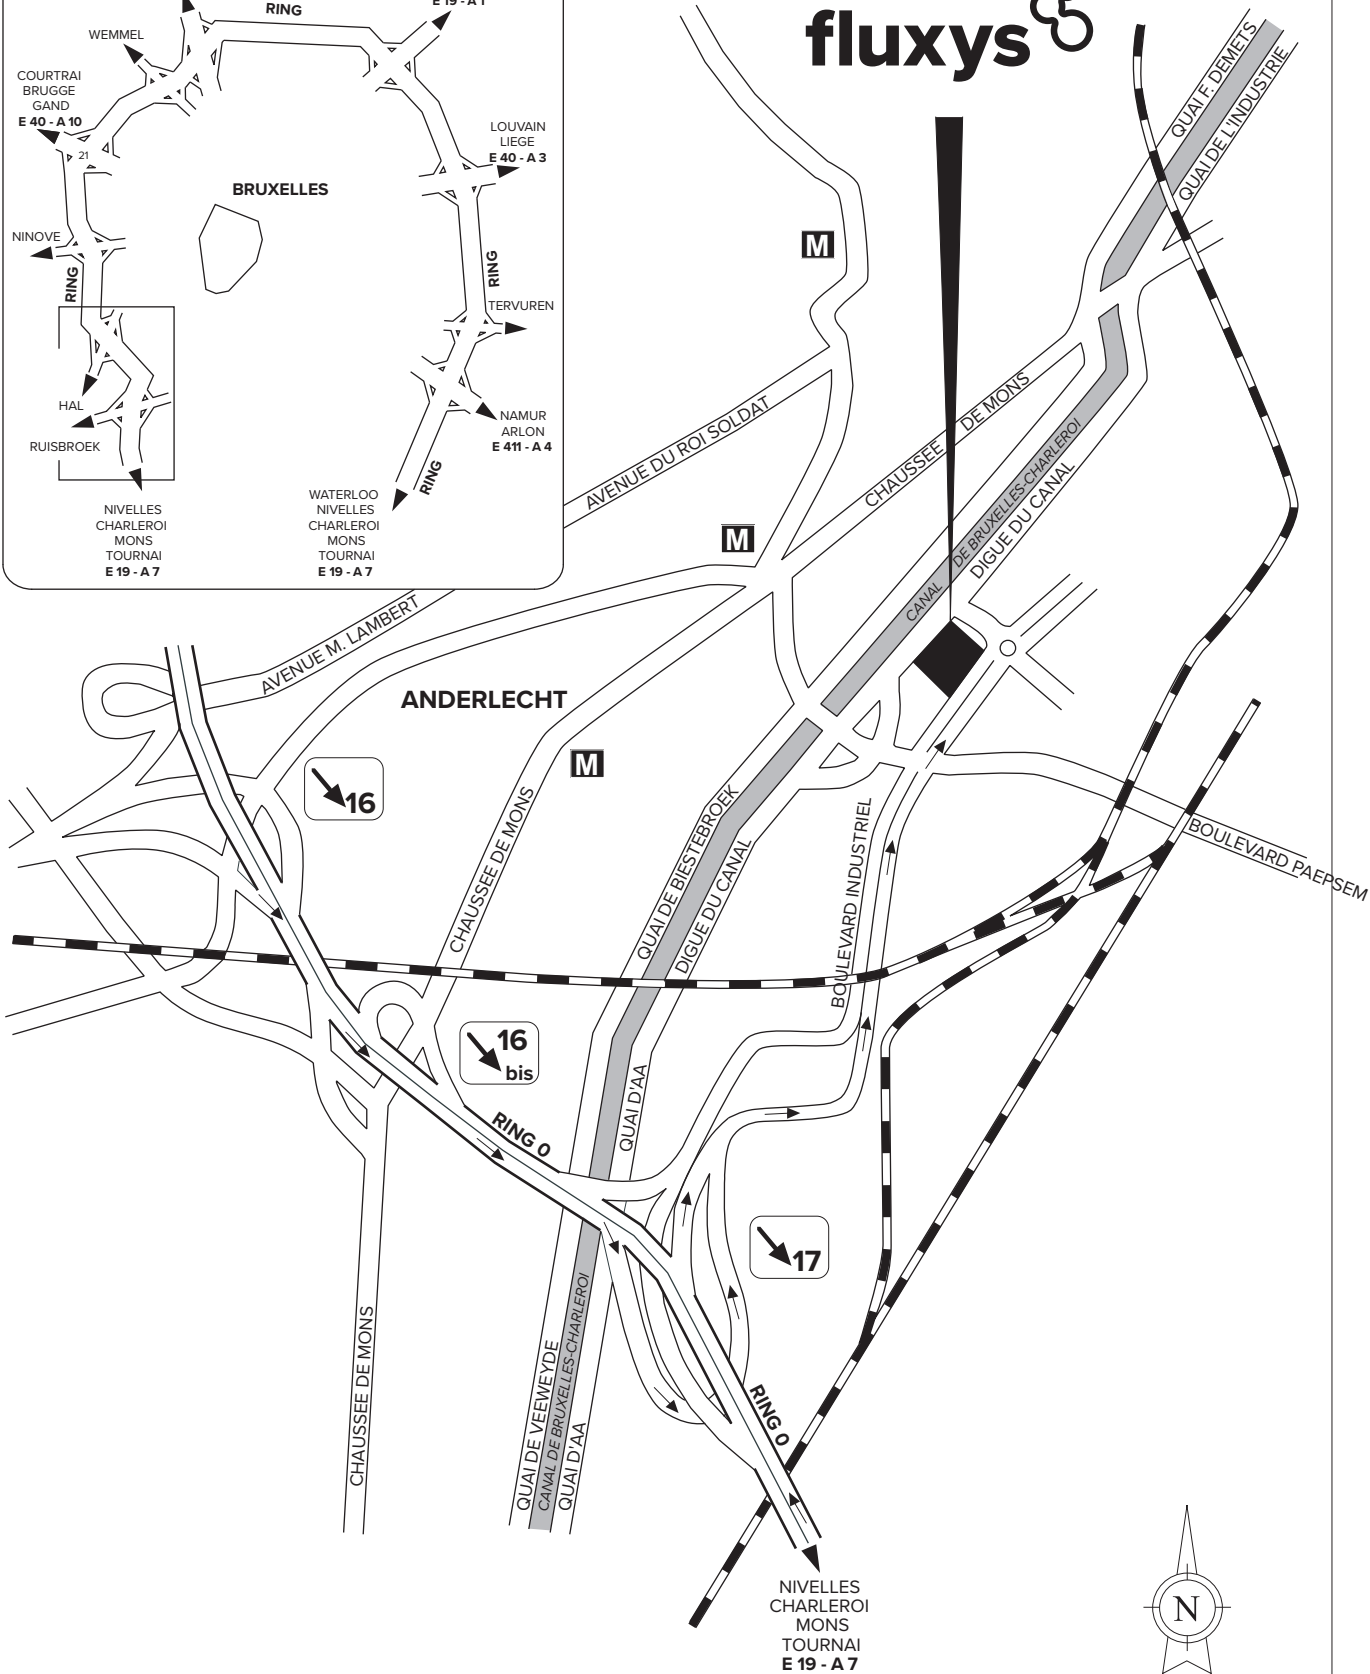 RING
E 19 - A 1
WEMMEL
COURTRAI
BRUGGE
GAND
E 40 - A 10
21
LOUVAIN
LIEGE
E 40 - A 3
BRUXELLES
NINOVE
RING
RING
TERVUREN
HAL
RUISBROEK
NAMUR
ARLON
E 411 - A 4
RING
NIVELLES
CHARLEROI
MONS
TOURNAI
E 19 - A 7
WATERLOO
NIVELLES
CHARLEROI
MONS
TOURNAI
E 19 - A 7
fluxys
QUAI F. DEMETS
QUAI DE L'INDUSTRIE
M
AVENUE DU ROI SOLDAT
CHAUSSEE DE MONS
CANAL DE BRUXELLES-CHARLEROI
DIGUE DU CANAL
M
AVENUE M. LAMBERT
ANDERLECHT
M
16
CHAUSSEE DE MONS
QUAI DE BIESTEBROEK
DIGUE DU CANAL
BOULEVARD INDUSTRIEL
BOULEVARD PAEPSEM
16
bis
RING 0
QUAI D'AA
17
CHAUSSEE DE MONS
QUAI DE VEEWEYDE
CANAL DE BRUXELLES-CHARLEROI
QUAI D'AA
RING 0
NIVELLES
CHARLEROI
MONS
TOURNAI
E 19 - A 7
N